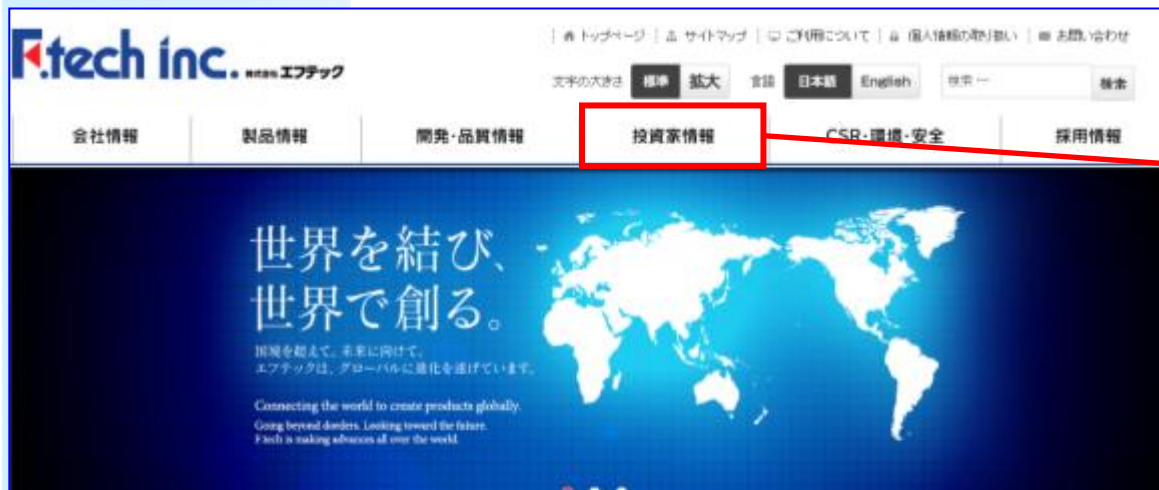 F.tech inc. 株式会社エフテック
トップページ サイトマップ ご利用について 個人情報の取り扱い お問い合わせ
文字の大きさ 標準 拡大 言語 日本語 English 検索 検索
会社情報 製品情報 開発・品質情報 投資家情報 CSR・環境・安全 採用情報
世界を結び、
世界で創る。
国境を超えて、未来に向けて。
エフテックは、グローバルに進化を遂げています。
Connecting the world to create products globally.
Going beyond dorders. Looking toward the future.
F.tech is making advances all over the world.